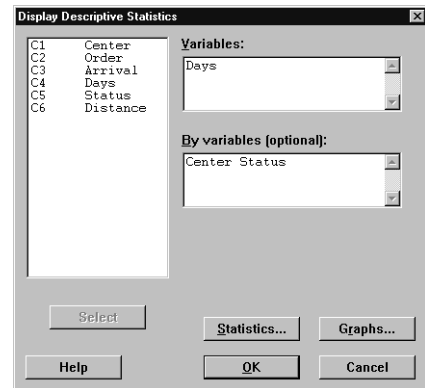 Display Descriptive Statistics
C1 Center
C2 Order
C3 Arrival
C4 Days
C5 Status
C6 Distance
Variables:
Days
By variables (optional):
Center Status
Select
Statistics...
Graphs...
Help
OK
Cancel